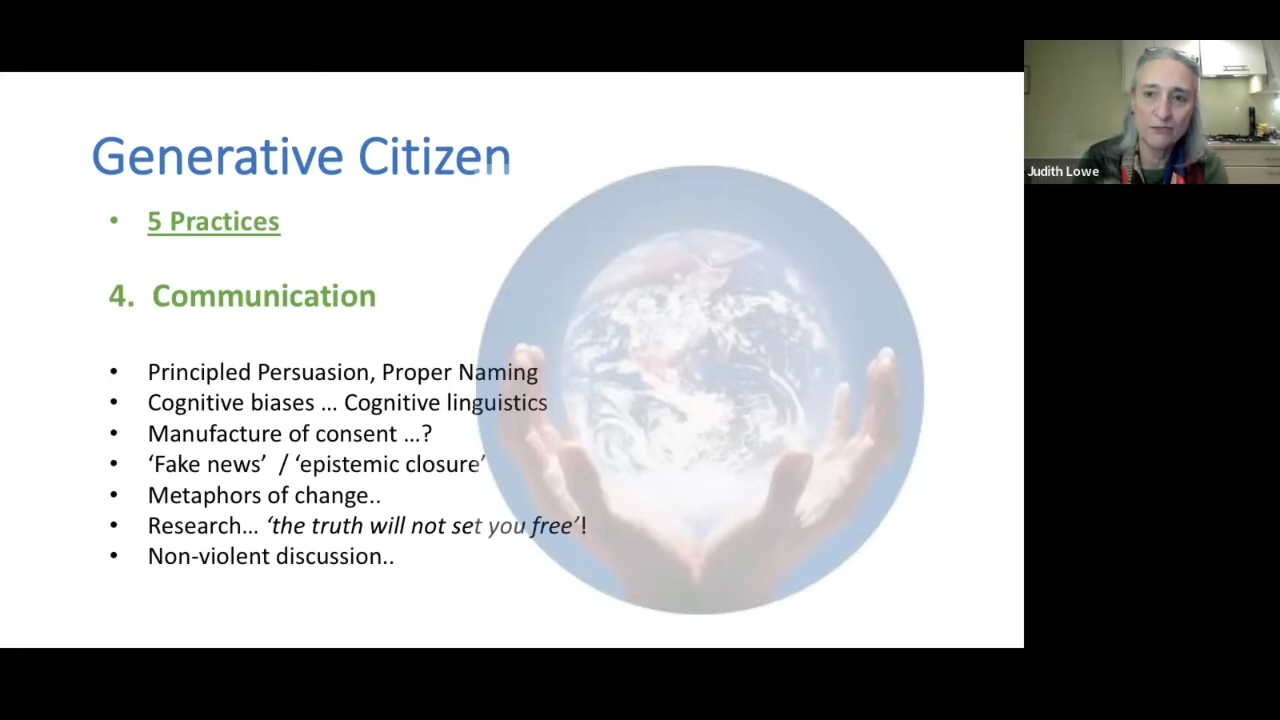 Generative Citizen
• 5 Practices
4. Communication
• Principled Persuasion, Proper Naming
• Cognitive biases … Cognitive linguistics
• Manufacture of consent …?
• ‘Fake news’ / ‘epistemic closure’
• Metaphors of change..
• Research… ‘the truth will not set you free’!
• Non-violent discussion..
Judith Lowe